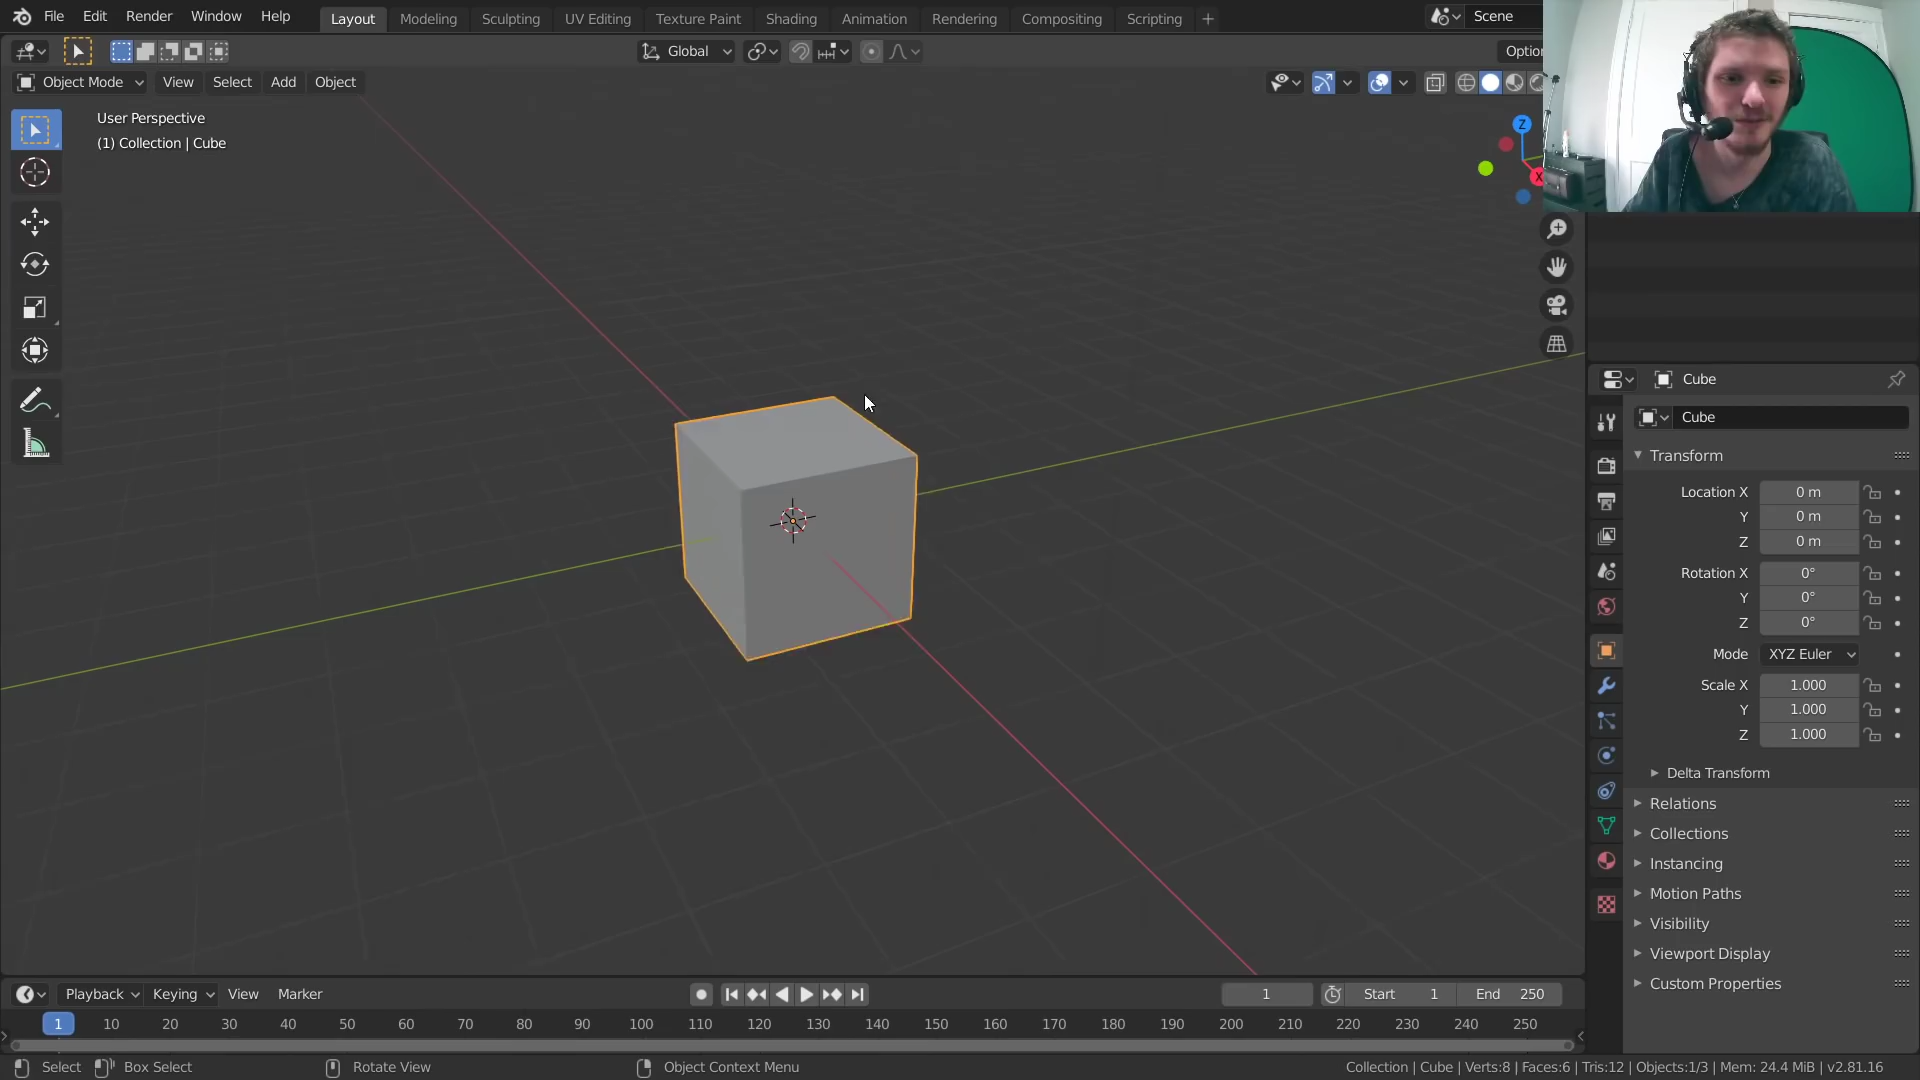 File Edit Render Window Help Layout Modeling Sculpting UV Editing Texture Paint Shading Animation Rendering Compositing Scripting + Scene
Global
Object Mode View Select Add Object
User Perspective
(1) Collection | Cube
Z
X
Cube
Cube
Transform
Location X 0 m
Y 0 m
Z 0 m
Rotation X 0°
Y 0°
Z 0°
Mode XYZ Euler
Scale X 1.000
Y 1.000
Z 1.000
Delta Transform
Relations
Collections
Instancing
Motion Paths
Visibility
Viewport Display
Custom Properties
Playback Keying View Marker 1 Start 1 End 250
1 10 20 30 40 50 60 70 80 90 100 110 120 130 140 150 160 170 180 190 200 210 220 230 240 250
Select Box Select Rotate View Object Context Menu Collection | Cube | Verts:8 | Faces:6 | Tris:12 | Objects:1/3 | Mem: 24.4 MiB | v2.81.16